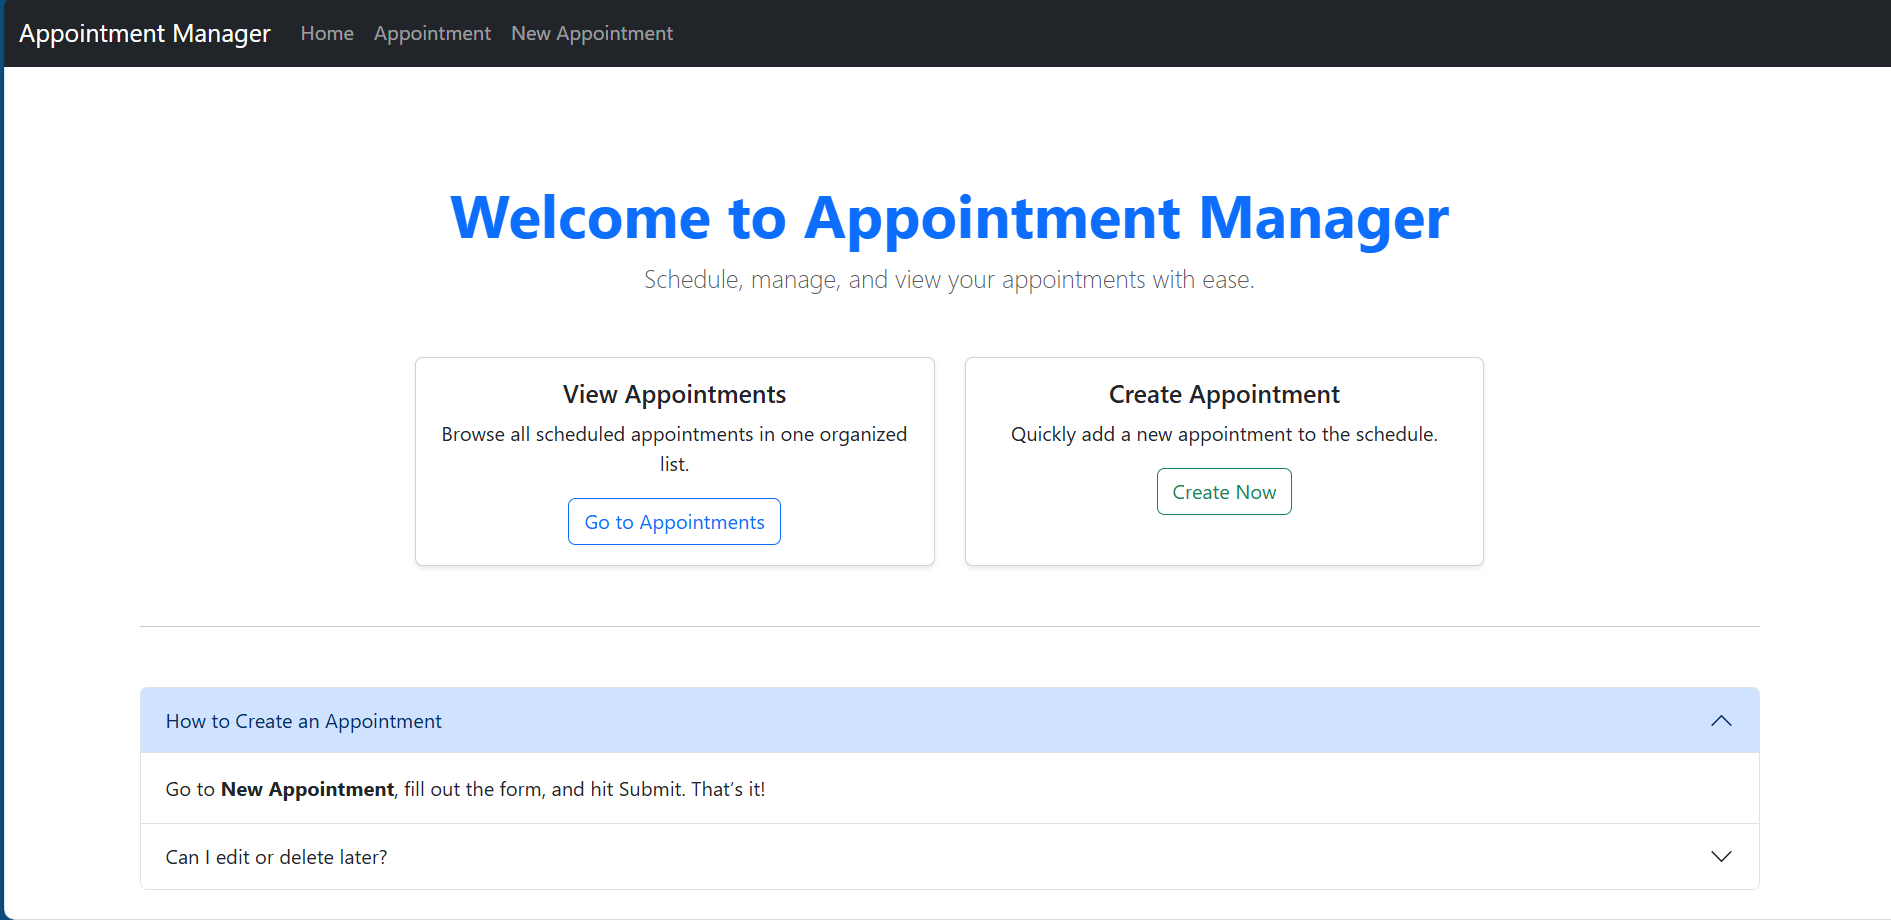 Appointment Manager Home Appointment New Appointment
Welcome to Appointment Manager
Schedule, manage, and view your appointments with ease.
View Appointments
Browse all scheduled appointments in one organized
list.
Go to Appointments
Create Appointment
Quickly add a new appointment to the schedule.
Create Now
How to Create an Appointment
Go to New Appointment, fill out the form, and hit Submit. That’s it!
Can I edit or delete later?